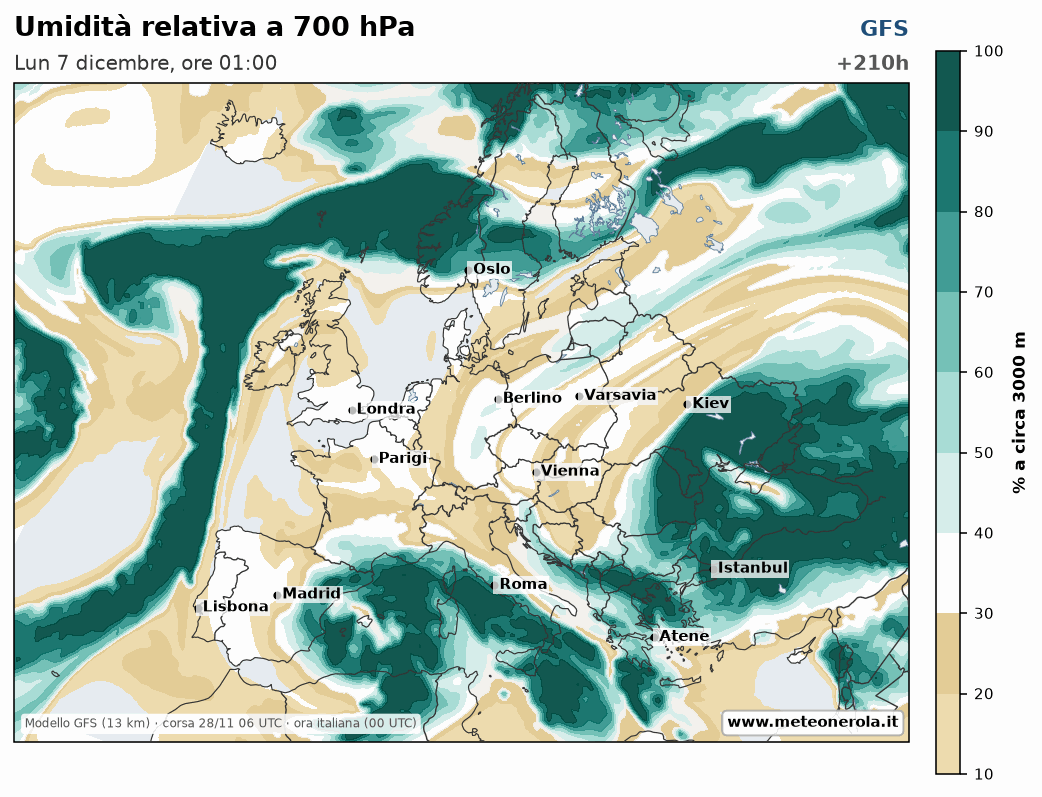 Umidità relativa a 700 hPa
GFS
Lun 7 dicembre, ore 01:00
+210h
100
90
80
70
60
50
40
30
20
10
% a circa 3000 m
Oslo
Berlino
Varsavia
Kiev
Londra
Parigi
Vienna
Istanbul
Roma
Madrid
Lisbona
Atene
Modello GFS (13 km) · corsa 28/11 06 UTC · ora italiana (00 UTC)
www.meteonerola.it